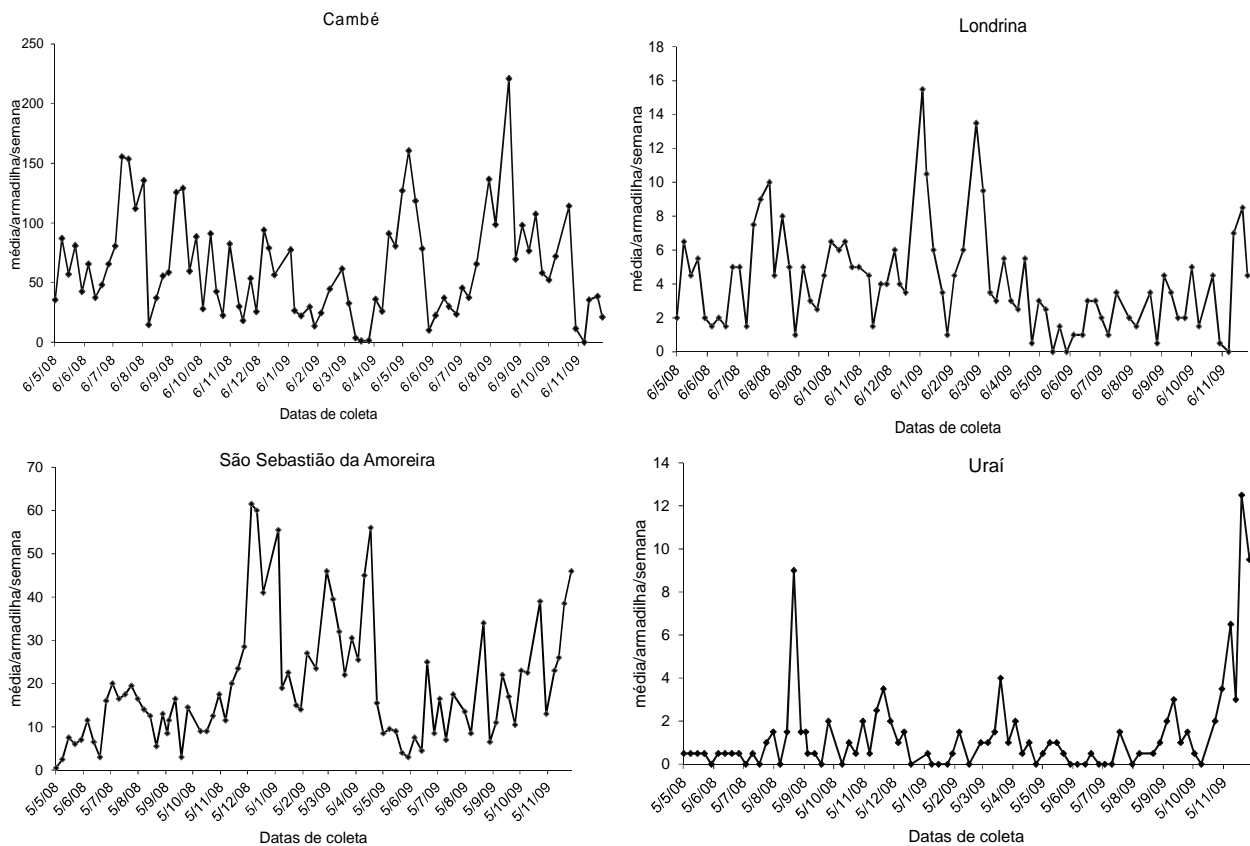 Cambé
média/armadilha/semana
250
200
150
100
50
0
6/5/08 6/6/08 6/7/08 6/8/08 6/9/08 6/10/08 6/11/08 6/12/08 6/1/09 6/2/09 6/3/09 6/4/09 6/5/09 6/6/09 6/7/09 6/8/09 6/9/09 6/10/09 6/11/09
Datas de coleta
Londrina
média/armadilha/semana
18
16
14
12
10
8
6
4
2
0
6/5/08 6/6/08 6/7/08 6/8/08 6/9/08 6/10/08 6/11/08 6/12/08 6/1/09 6/2/09 6/3/09 6/4/09 6/5/09 6/6/09 6/7/09 6/8/09 6/9/09 6/10/09 6/11/09
Datas de coleta
São Sebastião da Amoreira
média/armadilha/semana
70
60
50
40
30
20
10
0
5/5/08 5/6/08 5/7/08 5/8/08 5/9/08 5/10/08 5/11/08 5/12/08 5/1/09 5/2/09 5/3/09 5/4/09 5/5/09 5/6/09 5/7/09 5/8/09 5/9/09 5/10/09 5/11/09
Datas de coleta
Uraí
média/armadilha/semana
14
12
10
8
6
4
2
0
5/5/08 5/6/08 5/7/08 5/8/08 5/9/08 5/10/08 5/11/08 5/12/08 5/1/09 5/2/09 5/3/09 5/4/09 5/5/09 5/6/09 5/7/09 5/8/09 5/9/09 5/10/09 5/11/09
Datas de coleta